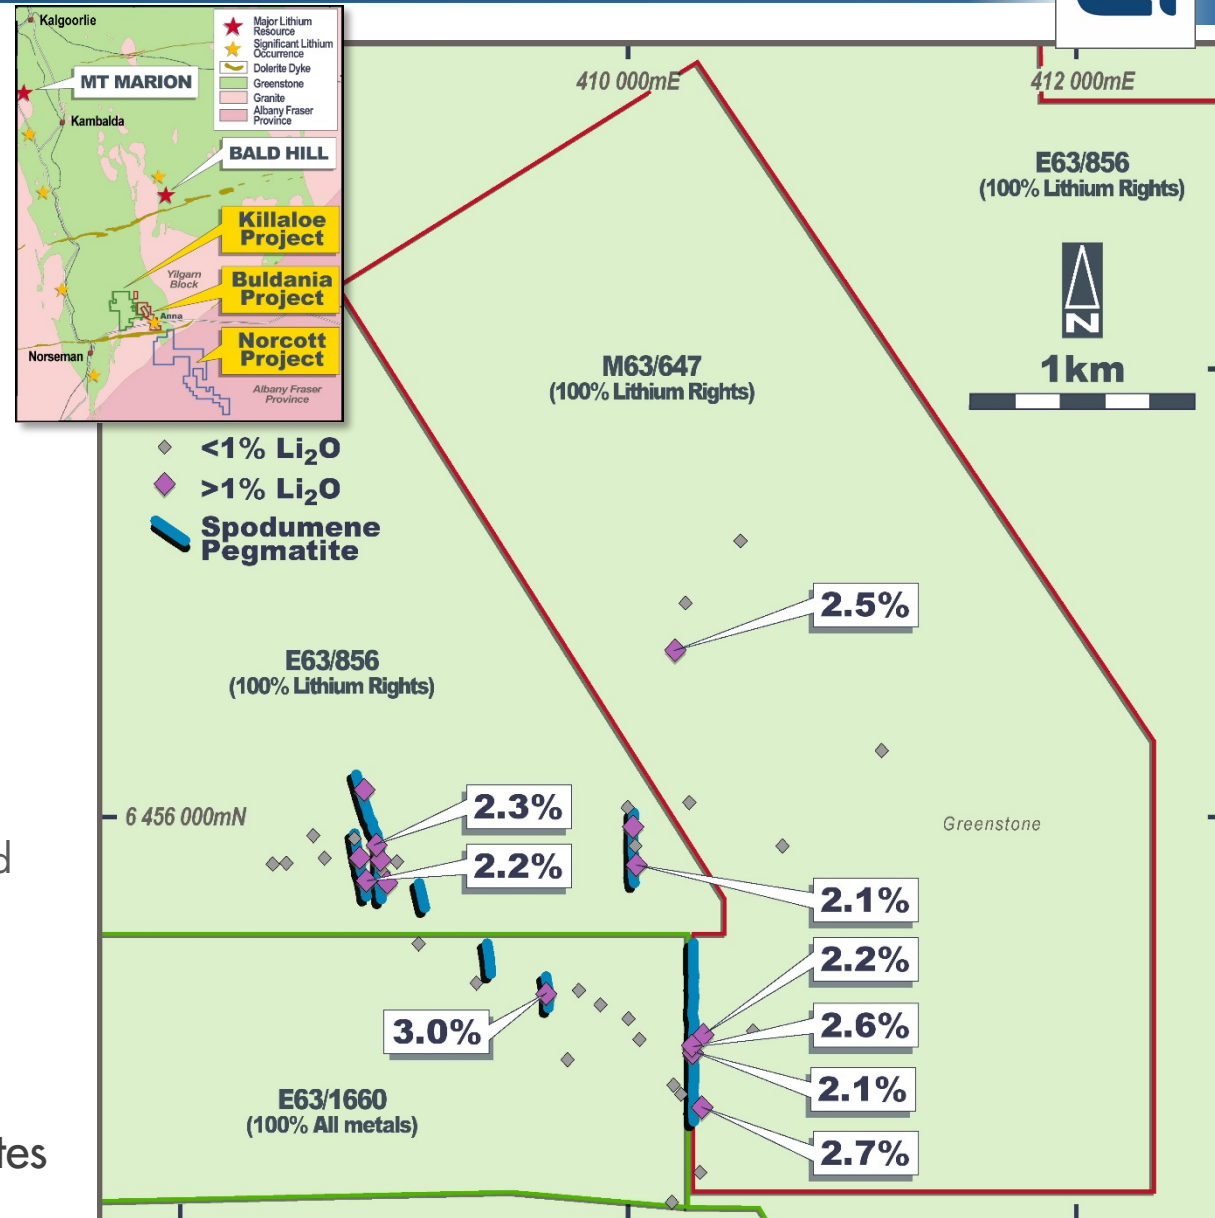 Kalgoorlie
MT MARION
Kambalda
Major Lithium
Resource
Significant Lithium
Occurrence
Dolerite Dyke
Greenstone
Granite
Albany Fraser
Province
BALD HILL
Killaloe
Project
Yilgarn
Block
Buldania
Project
Anna
Norseman
Norcott
Project
Albany Fraser
Province
410 000mE
412 000mE
E63/856
(100% Lithium Rights)
N
1km
M63/647
(100% Lithium Rights)
<1% Li₂O
>1% Li₂O
Spodumene
Pegmatite
2.5%
E63/856
(100% Lithium Rights)
6 456 000mN
2.3%
2.2%
Greenstone
2.1%
2.2%
2.6%
2.1%
2.7%
3.0%
E63/1660
(100% All metals)
d
tes